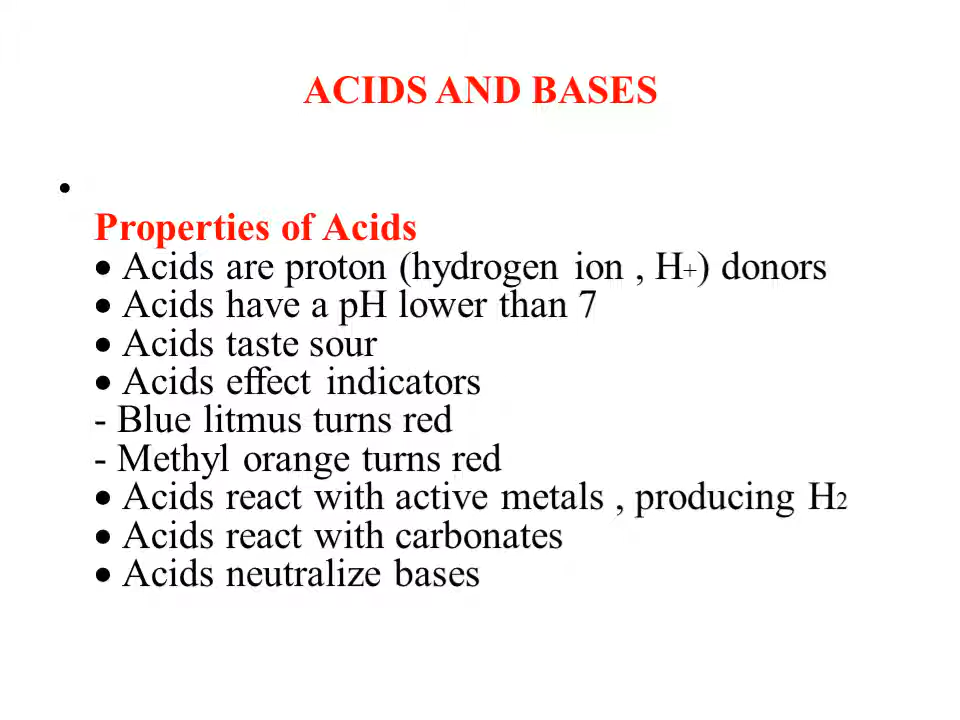 ACIDS AND BASES
•
Properties of Acids
• Acids are proton (hydrogen ion , H+) donors
• Acids have a pH lower than 7
• Acids taste sour
• Acids effect indicators
- Blue litmus turns red
- Methyl orange turns red
• Acids react with active metals , producing H2
• Acids react with carbonates
• Acids neutralize bases